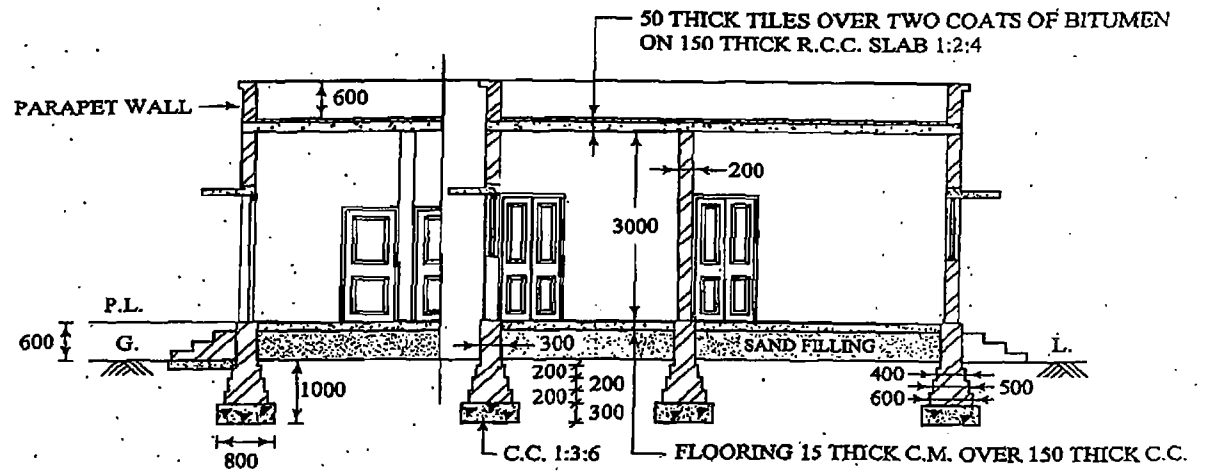 50 THICK TILES OVER TWO COATS OF BITUMEN
ON 150 THICK R.C.C. SLAB 1:2:4
PARAPET WALL
600
200
3000
P.L.
600
G.
300
SAND FILLING
L.
1000
200
200
200
300
400
500
600
800
C.C. 1:3:6
FLOORING 15 THICK C.M. OVER 150 THICK C.C.